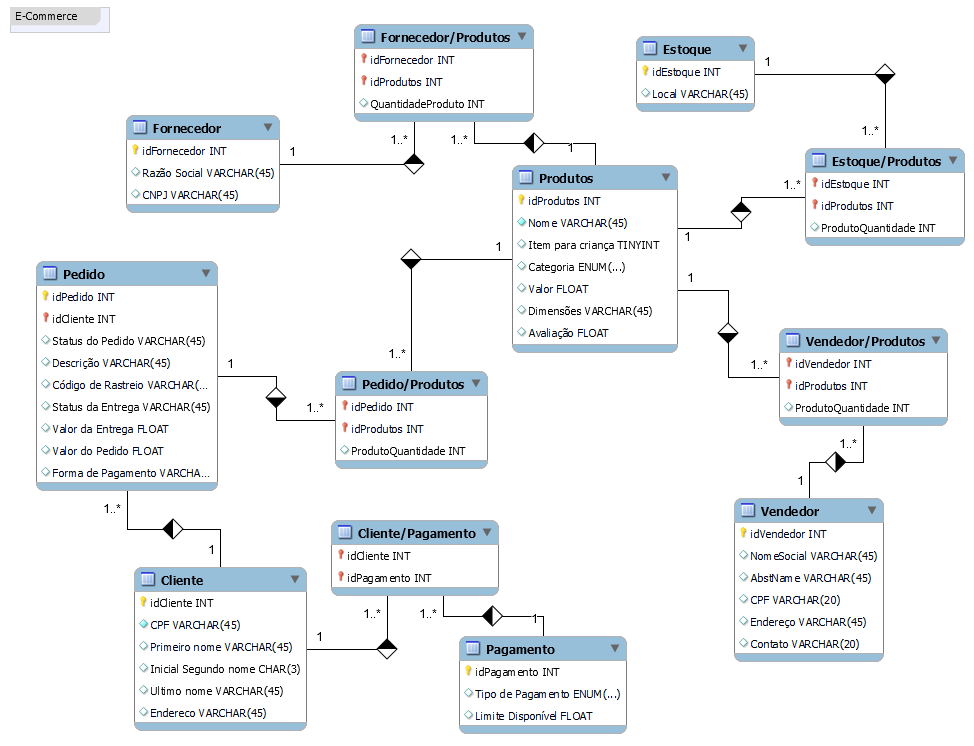 E-Commerce
Fornecedor/Produtos
idFornecedor INT
idProdutos INT
QuantidadeProduto INT
Estoque
idEstoque INT
Local VARCHAR(45)
1
1..*
Fornecedor
idFornecedor INT
Razão Social VARCHAR(45)
CNPJ VARCHAR(45)
1
1..*
1..*
1
Estoque/Produtos
idEstoque INT
idProdutos INT
ProdutoQuantidade INT
1..*
1
Produtos
idProdutos INT
Nome VARCHAR(45)
Item para criança TINYINT
Categoria ENUM(...)
Valor FLOAT
Dimensões VARCHAR(45)
Avaliação FLOAT
1
1..*
1
1..*
Pedido
idPedido INT
idCliente INT
Status do Pedido VARCHAR(45)
Descrição VARCHAR(45)
Código de Rastreio VARCHAR(...
Status da Entrega VARCHAR(45)
Valor da Entrega FLOAT
Valor do Pedido FLOAT
Forma de Pagamento VARCHA...
1
1..*
Pedido/Produtos
idPedido INT
idProdutos INT
ProdutoQuantidade INT
Vendedor/Produtos
idVendedor INT
idProdutos INT
ProdutoQuantidade INT
1..*
1
Vendedor
idVendedor INT
NomeSocial VARCHAR(45)
AbstName VARCHAR(45)
CPF VARCHAR(20)
Endereço VARCHAR(45)
Contato VARCHAR(20)
1..*
1
Cliente/Pagamento
idCliente INT
idPagamento INT
1..*
1..*
1
1
Cliente
idCliente INT
CPF VARCHAR(45)
Primeiro nome VARCHAR(45)
Inicial Segundo nome CHAR(3)
Ultimo nome VARCHAR(45)
Endereco VARCHAR(45)
Pagamento
idPagamento INT
Tipo de Pagamento ENUM(...)
Limite Disponível FLOAT